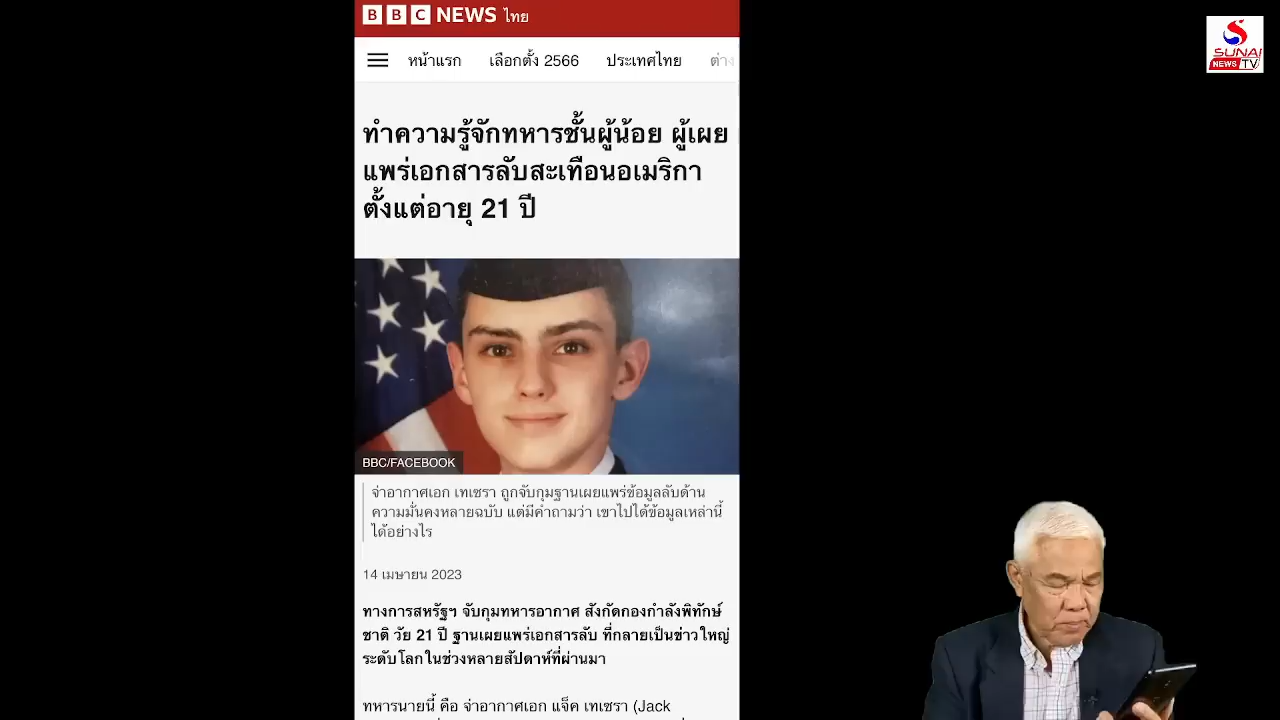 BBC NEWS ไทย
หน้าแรก เลือกตั้ง 2566 ประเทศไทย ต่าง
SUNAI
NEWS TV
ทำความรู้จักทหารชั้นผู้น้อย ผู้เผย
แพร่เอกสารลับสะเทือนอเมริกา
ตั้งแต่อายุ 21 ปี
BBC/FACEBOOK
จ่าอากาศเอก เทเซรา ถูกจับกุมฐานเผยแพร่ข้อมูลลับด้าน
ความมั่นคงหลายฉบับ แต่มีคำถามว่า เขาไปได้ข้อมูลเหล่านี้
ได้อย่างไร
14 เมษายน 2023
ทางการสหรัฐฯ จับกุมทหารอากาศ สังกัดกองกำลังพิทักษ์
ชาติ วัย 21 ปี ฐานเผยแพร่เอกสารลับ ที่กลายเป็นข่าวใหญ่
ระดับโลกในช่วงหลายสัปดาห์ที่ผ่านมา
ทหารนายนี้ คือ จ่าอากาศเอก แจ็ค เทเซรา (Jack